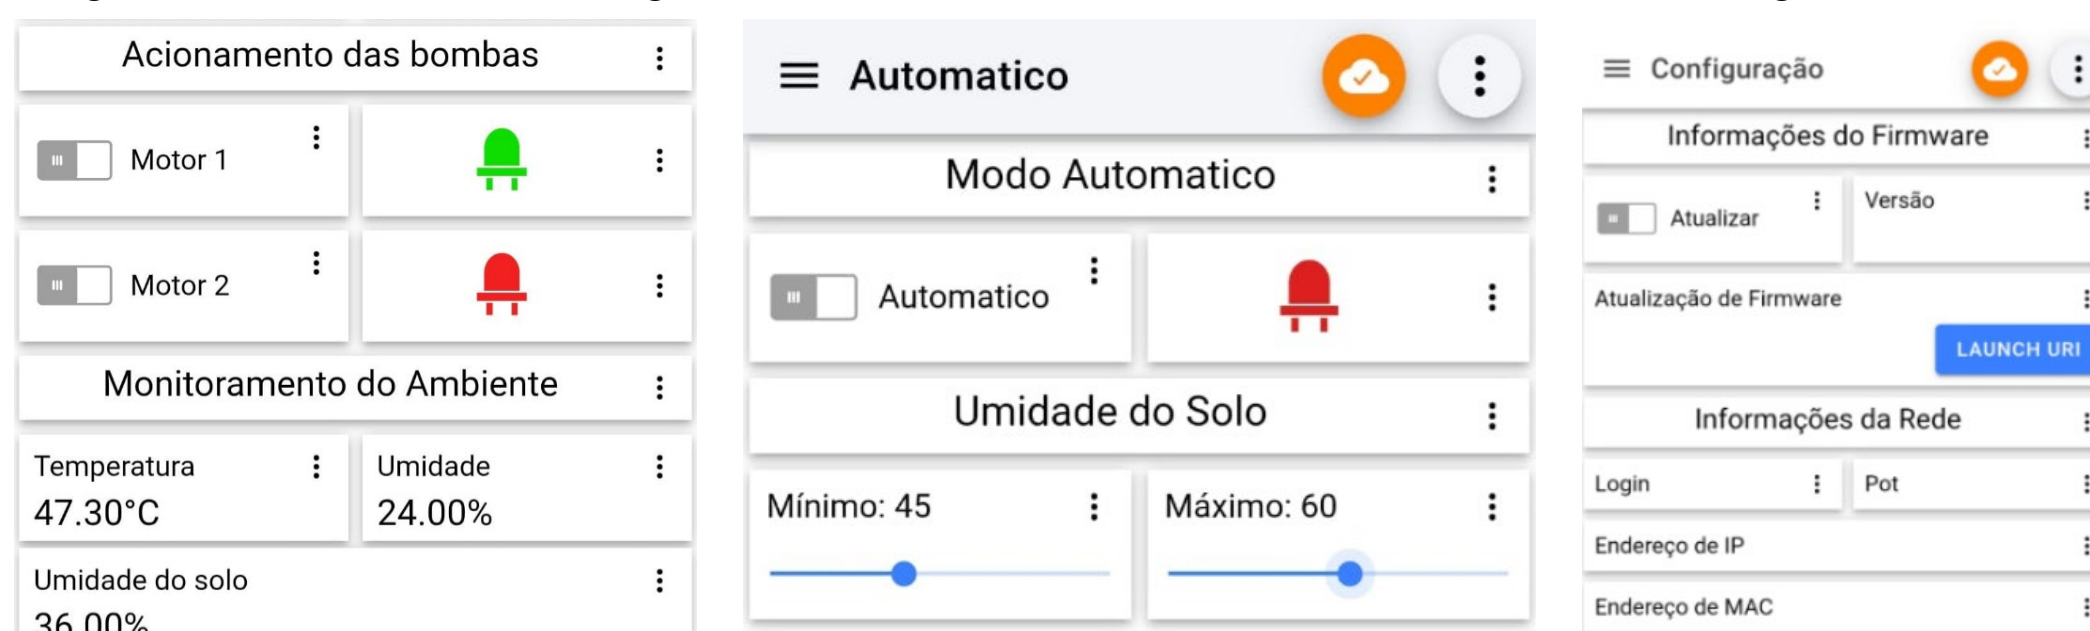 Acionamento das bombas
Motor 1
Motor 2
Monitoramento do Ambiente
Temperatura
47.30°C
Umidade
24.00%
Umidade do solo
36.00%
Automatico
Modo Automatico
Automatico
Umidade do Solo
Mínimo: 45
Máximo: 60
Configuração
Informações do Firmware
Atualizar
Versão
Atualização de Firmware
LAUNCH URI
Informações da Rede
Login
Pot
Endereço de IP
Endereço de MAC